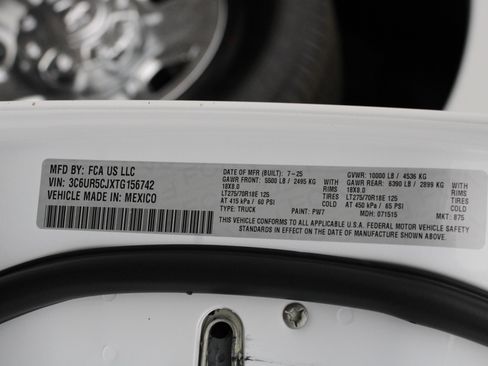 MFD BY: FCA US LLC
VIN: 3C6UR5CJXTG156742
VEHICLE MADE IN: MEXICO
DATE OF MFR (BUILT): 7-25
GAWR FRONT: 5500 LB / 2495 KG
18X8.0 WITH RIMS
LT275/70R18E 125 TIRES
AT 415 kPa / 60 PSI COLD
TYPE: TRUCK PAINT: PW7
GVWR: 10000 LB / 4536 KG
GAWR REAR: 6390 LB / 2899 KG
18X8.0 WITH RIMS
LT275/70R18E 125 TIRES
AT 450 kPa / 65 PSI COLD
MDH: 071515 MKT: 875
THIS VEHICLE CONFORMS TO ALL APPLICABLE U.S.A. FEDERAL MOTOR VEHICLE SAFETY
STANDARDS IN EFFECT ON THE DATE OF MANUFACTURE SHOWN ABOVE.